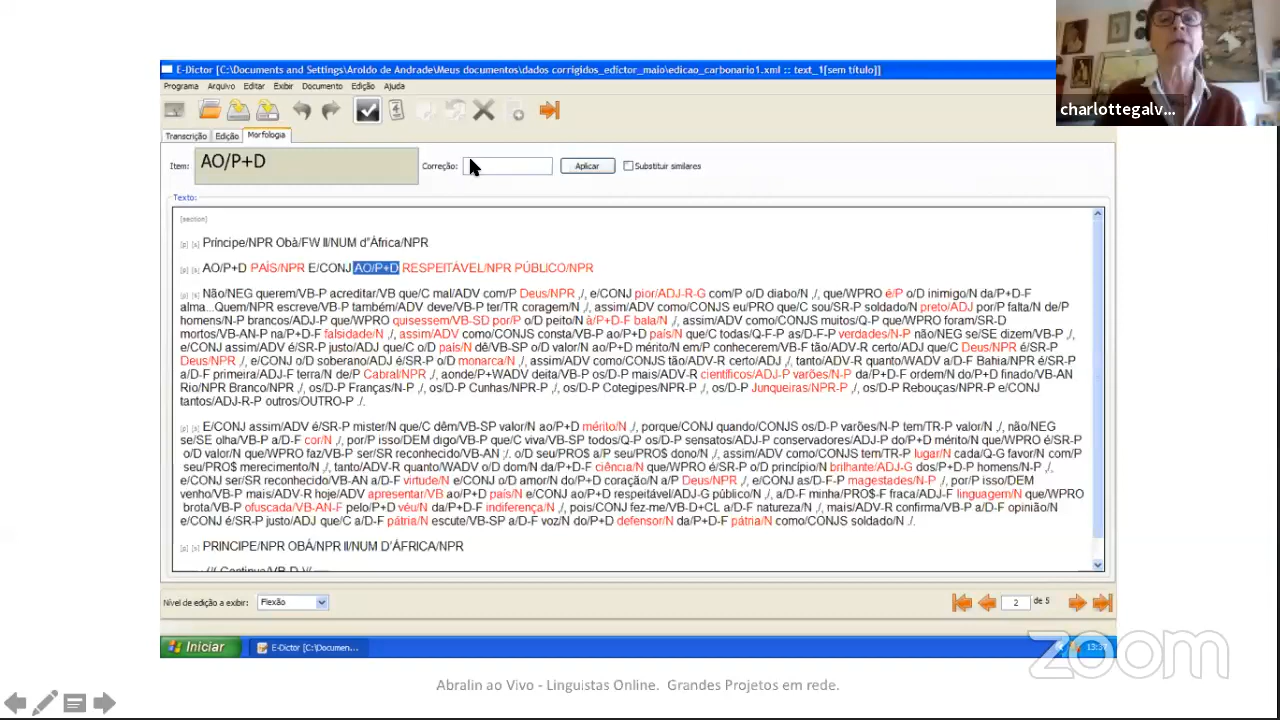 E-Dictor [C:\Documents and Settings\Aroldo de Andrade\Meus documentos\dados corrigidos_edictor_maio\edicao_carbonario1.xml :: text_1[sem título]]
charlottegalv...
Programa Arquivo Editar Exibir Documento Edição Ajuda
Transcrição Edição Morfologia
Item: AO/P+D Correção: Aplicar Substituir similares
Texto:
[section]
[p] [s] Príncipe/NPR Obá/FW II/NUM d'África/NPR
[p] [s] AO/P+D PAÍS/NPR E/CONJ AO/P+D RESPEITÁVEL/NPR PÚBLICO/NPR
[p] [s] Não/NEG querem/VB-P acreditar/VB que/C mal/ADV com/P Deus/NPR ,/, e/CONJ pior/ADJ-R-G com/P o/D diabo/N ,/, que/WPRO é/P o/D inimigo/N da/P+D-F
alma...Quem/NPR escreve/VB-P também/ADV deve/VB-P ter/TR coragem/N ,/, assim/ADV como/CONJS eu/PRO que/C sou/SR-P soldado/N preto/ADJ por/P falta/N de/P
homens/N-P brancos/ADJ-P que/WPRO quisessem/VB-SD por/P o/D peito/N à/P+D-F bala/N ,/, assim/ADV como/CONJS muitos/Q-P que/WPRO foram/SR-D
mortos/VB-AN na/P+D-F falsidade/N ,/, assim/ADV como/CONJS consta/VB-P ao/P+D país/N que/C todas/Q-F-P as/D-F-P verdades/N-P não/NEG se/SE dizem/VB-P ,/,
e/CONJ assim/ADV é/SR-P justo/ADJ que/C o/D país/N dê/VB-SP o/D valor/N ao/P+D mérito/N em/P conhecerem/VB-F tão/ADV-R certo/ADJ que/C Deus/NPR é/SR-P
Deus/NPR ,/, e/CONJ o/D soberano/ADJ é/SR-P o/D monarca/N ,/, assim/ADV como/CONJS tão/ADV-R certo/ADJ ,/, tanto/ADV-R quanto/WADV a/D-F Bahia/NPR é/SR-P
a/D-F primeira/ADJ-F terra/N de/P Cabral/NPR ,/, aonde/P+WADV deita/VB-P os/D-P mais/ADV-R científicos/ADJ-P varões/N-P da/P+D-F ordem/N do/P+D finado/VB-AN
Rio/NPR Branco/NPR ,/, os/D-P Franças/N-P ,/, os/D-P Cunhas/NPR-P ,/, os/D-P Cotegipes/NPR-P ,/, os/D-P Junqueiras/NPR-P ,/, os/D-P Rebouças/NPR-P e/CONJ
tantos/ADJ-R-P outros/OUTRO-P ./.
[p] [s] E/CONJ assim/ADV é/SR-P mister/N que/C dêm/VB-SP valor/N ao/P+D mérito/N ,/, porque/CONJ quando/CONJS os/D-P varões/N-P tem/TR-P valor/N ,/, não/NEG
se/SE olha/VB-P a/D-F cor/N ,/, por/P isso/DEM digo/VB-P que/C viva/VB-SP todos/Q-P os/D-P sensatos/ADJ-P conservadores/ADJ-P do/P+D mérito/N que/WPRO é/SR-P
o/D valor/N que/WPRO faz/VB-P ser/SR reconhecido/VB-AN ;/. o/D seu/PRO$ a/P seu/PRO$ dono/N ,/, assim/ADV como/CONJS tem/TR-P lugar/N cada/Q-G favor/N com/P
seu/PRO$ merecimento/N ,/, tanto/ADV-R quanto/WADV o/D dom/N da/P+D-F ciência/N que/WPRO é/SR-P o/D princípio/N brilhante/ADJ-G dos/P+D-P homens/N-P ,/,
e/CONJ ser/SR reconhecido/VB-AN a/D-F virtude/N e/CONJ o/D amor/N do/P+D coração/N a/P Deus/NPR ,/, e/CONJ as/D-F-P magestades/N-P ,/, por/P isso/DEM
venho/VB-P mais/ADV-R hoje/ADV apresentar/VB ao/P+D país/N e/CONJ ao/P+D respeitável/ADJ-G público/N ,/, a/D-F minha/PRO$-F fraca/ADJ-F linguagem/N que/WPRO
brota/VB-P ofuscada/VB-AN-F pelo/P+D véu/N da/P+D-F indiferença/N ,/, pois/CONJ fez-me/VB-D+CL a/D-F natureza/N ,/, mais/ADV-R confirma/VB-P a/D-F opinião/N
e/CONJ é/SR-P justo/ADJ que/C a/D-F pátria/N escute/VB-SP a/D-F voz/N do/P+D defensor/N da/P+D-F pátria/N como/CONJS soldado/N ./.
[p] [s] PRINCIPE/NPR OBÁ/NPR II/NUM D'ÁFRICA/NPR
Nível de edição a exibir: Flexão 2 de 5
Iniciar E-Dictor [C:\Documen...
zoom
Abralin ao Vivo - Linguistas Online. Grandes Projetos em rede.